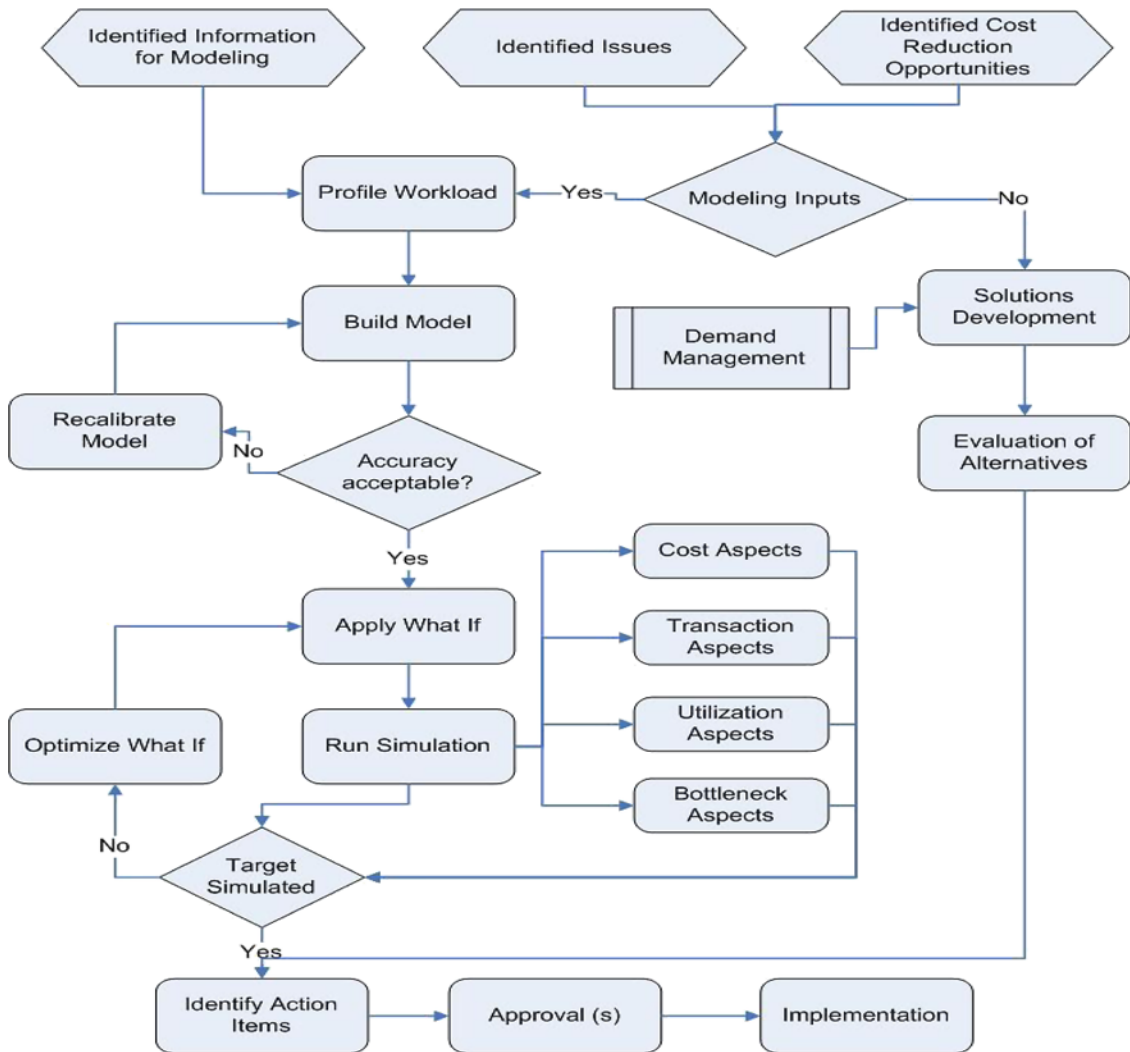 Identified Information
for Modeling
Identified Issues
Identified Cost
Reduction
Opportunities
Profile Workload
Yes
Modeling Inputs
No
Build Model
Demand
Management
Solutions
Development
Recalibrate
Model
No
Accuracy
acceptable?
Evaluation of
Alternatives
Yes
Cost Aspects
Apply What If
Transaction
Aspects
Optimize What If
Run Simulation
Utilization
Aspects
Bottleneck
Aspects
No
Target
Simulated
Yes
Identify Action
Items
Approval (s)
Implementation